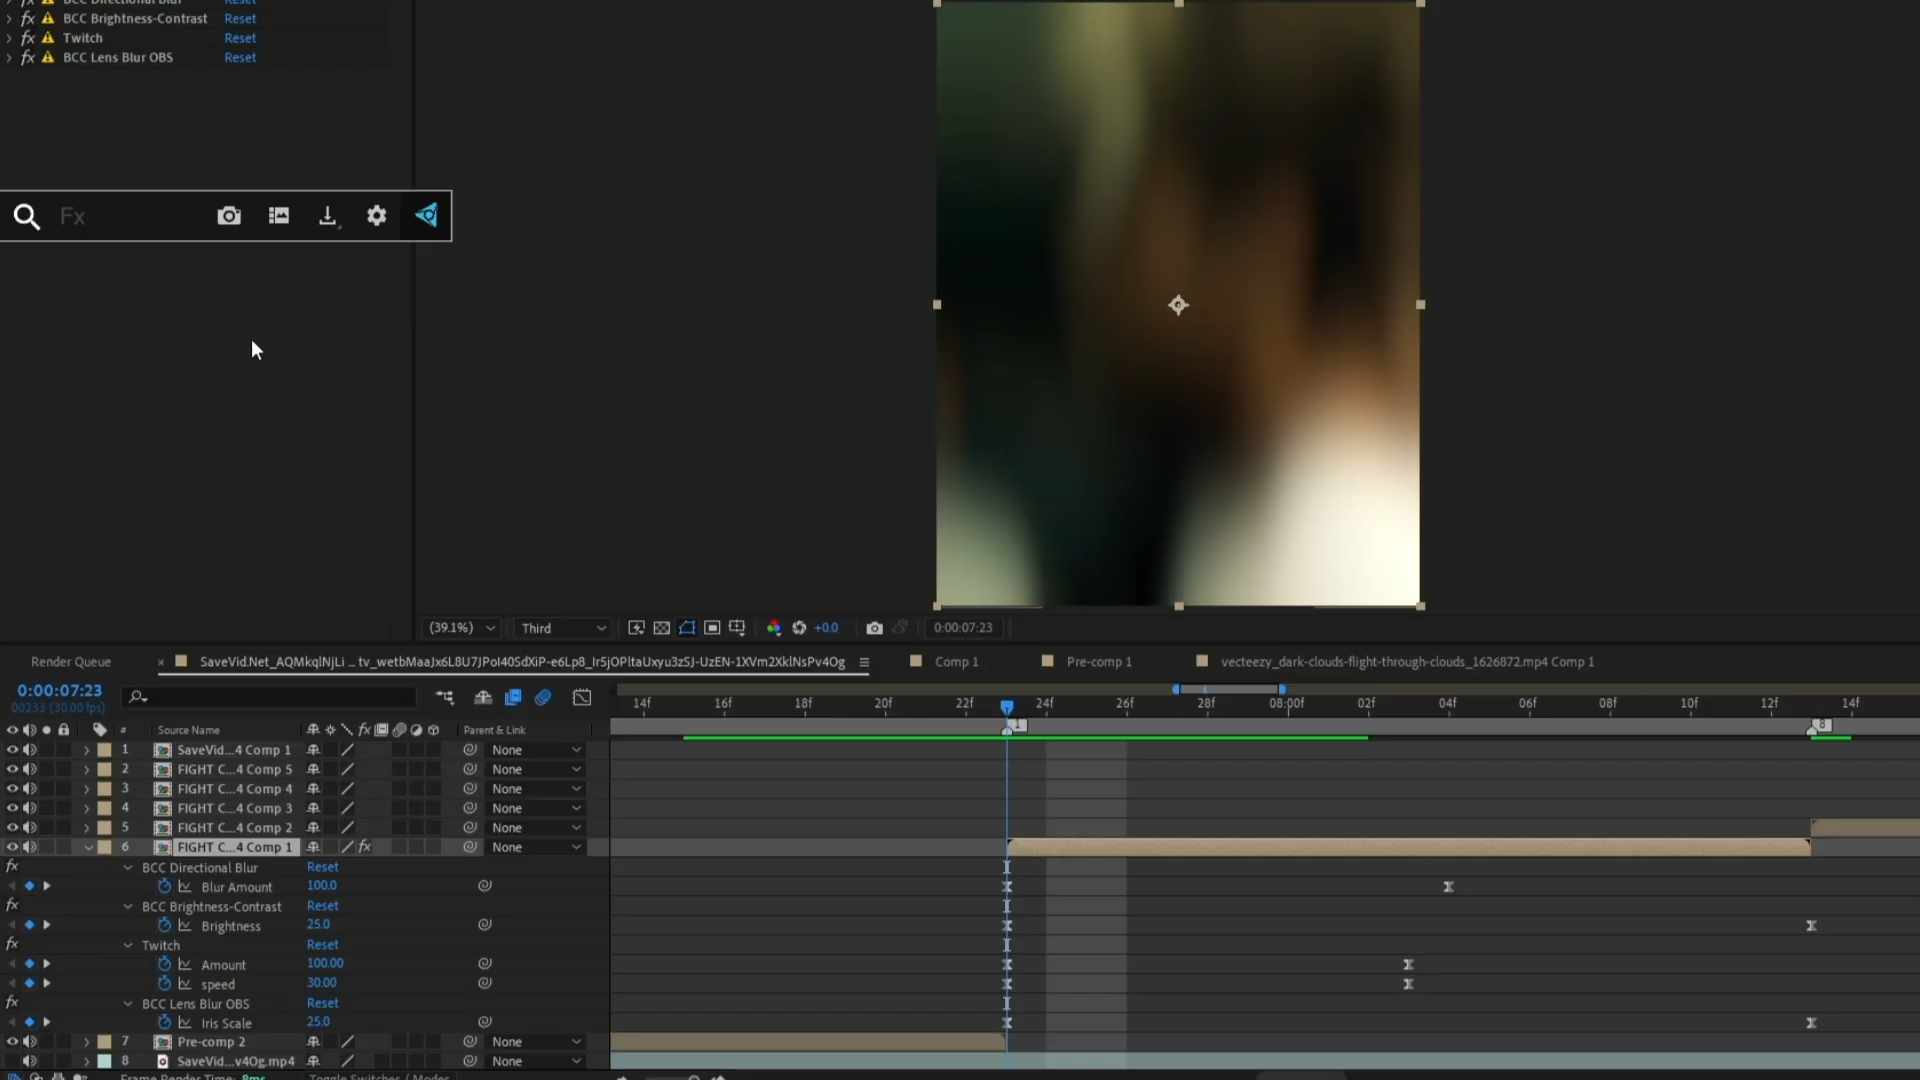 BCC Directional Blur Reset
BCC Brightness-Contrast Reset
Twitch Reset
BCC Lens Blur OBS Reset
Fx
(39.1%) Third +0.0 0:00:07:23
Render Queue × SaveVid.Net_AQMkqlNjLi ... tv_wetbMaaJx6L8U7JPoI40SdXiP-e6Lp8_Ir5jOPltaUxyu3zSJ-UzEN-1XVm2XklNsPv4Og Comp 1 Pre-comp 1 vecteezy_dark-clouds-flight-through-clouds_1626872.mp4 Comp 1
0:00:07:23
00233 (30.00 fps)
14f 16f 18f 20f 22f 24f 26f 28f 08:00f 02f 04f 06f 08f 10f 12f 14f
# Source Name fx Parent & Link 1 8
1 SaveVid...4 Comp 1 None
2 FIGHT C...4 Comp 5 None
3 FIGHT C...4 Comp 4 None
4 FIGHT C...4 Comp 3 None
5 FIGHT C...4 Comp 2 None
6 FIGHT C...4 Comp 1 fx None
fx BCC Directional Blur Reset
Blur Amount 100.0
fx BCC Brightness-Contrast Reset
Brightness 25.0
fx Twitch Reset
Amount 100.00
speed 30.00
fx BCC Lens Blur OBS Reset
Iris Scale 25.0
7 Pre-comp 2 None
8 SaveVid...v4Og.mp4 None
Frame Render Time: 8ms Toggle Switches / Modes